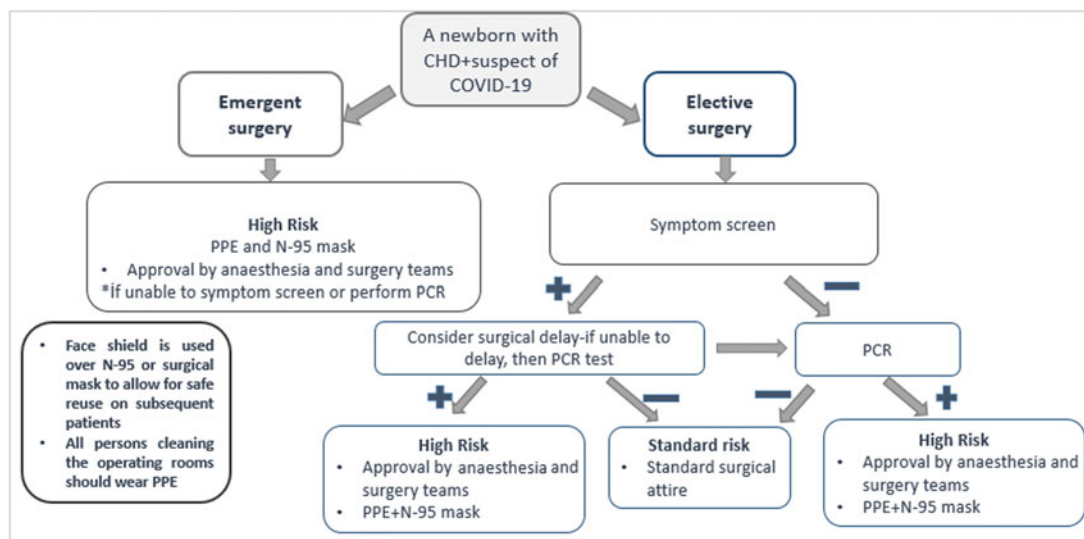 A newborn with
CHD+suspect of
COVID-19
Emergent
surgery
Elective
surgery
High Risk
PPE and N-95 mask
• Approval by anaesthesia and surgery teams
*İf unable to symptom screen or perform PCR
Symptom screen
+
−
• Face shield is used
over N-95 or surgical
mask to allow for safe
reuse on subsequent
patients
• All persons cleaning
the operating rooms
should wear PPE
Consider surgical delay-if unable to
delay, then PCR test
PCR
+
−
−
+
High Risk
• Approval by anaesthesia and
surgery teams
• PPE+N-95 mask
Standard risk
• Standard surgical
attire
High Risk
• Approval by anaesthesia and
surgery teams
• PPE+N-95 mask